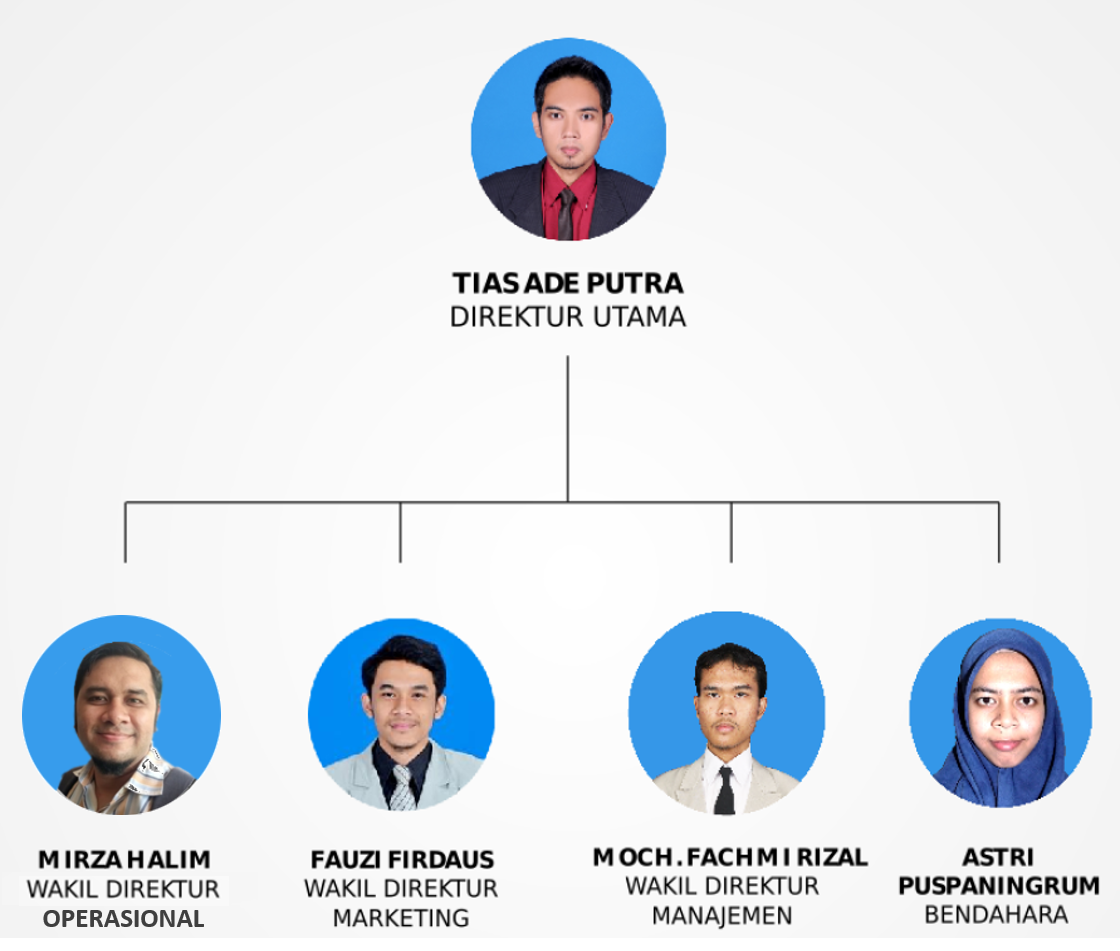 TIAS ADE PUTRA
DIREKTUR UTAMA
MIRZA HALIM
WAKIL DIREKTUR
OPERASIONAL
FAUZI FIRDAUS
WAKIL DIREKTUR
MARKETING
MOCH. FACHMI RIZAL
WAKIL DIREKTUR
MANAJEMEN
ASTRI
PUSPANINGRUM
BENDAHARA